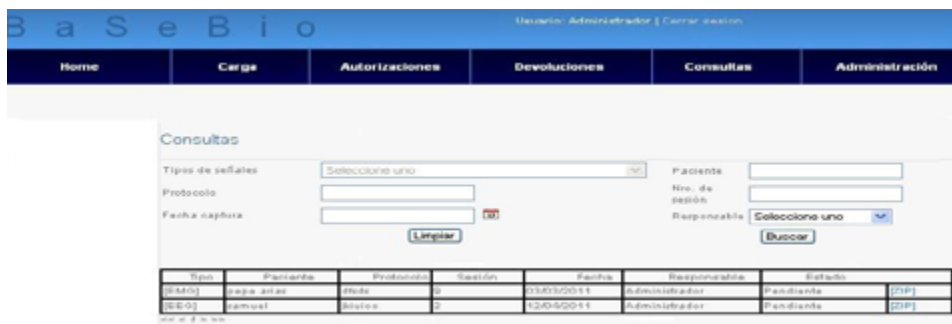 BaSeBio
Usuario: Administrador | Cerrar sesion
Home Carga Autorizaciones Devoluciones Consultas Administración
Consultas
Tipos de señales Seleccione uno Paciente
Protocolo Nro. de sesión
Fecha captura Responsable Seleccione uno
Limpiar Buscar
Tipo Paciente Protocolo Sesión Fecha Responsable Estado
[EMG] pepe arias 9 03/03/2011 Administrador Pendiente [ZIP]
[EEG] samuel 2 12/04/2011 Administrador Pendiente [ZIP]